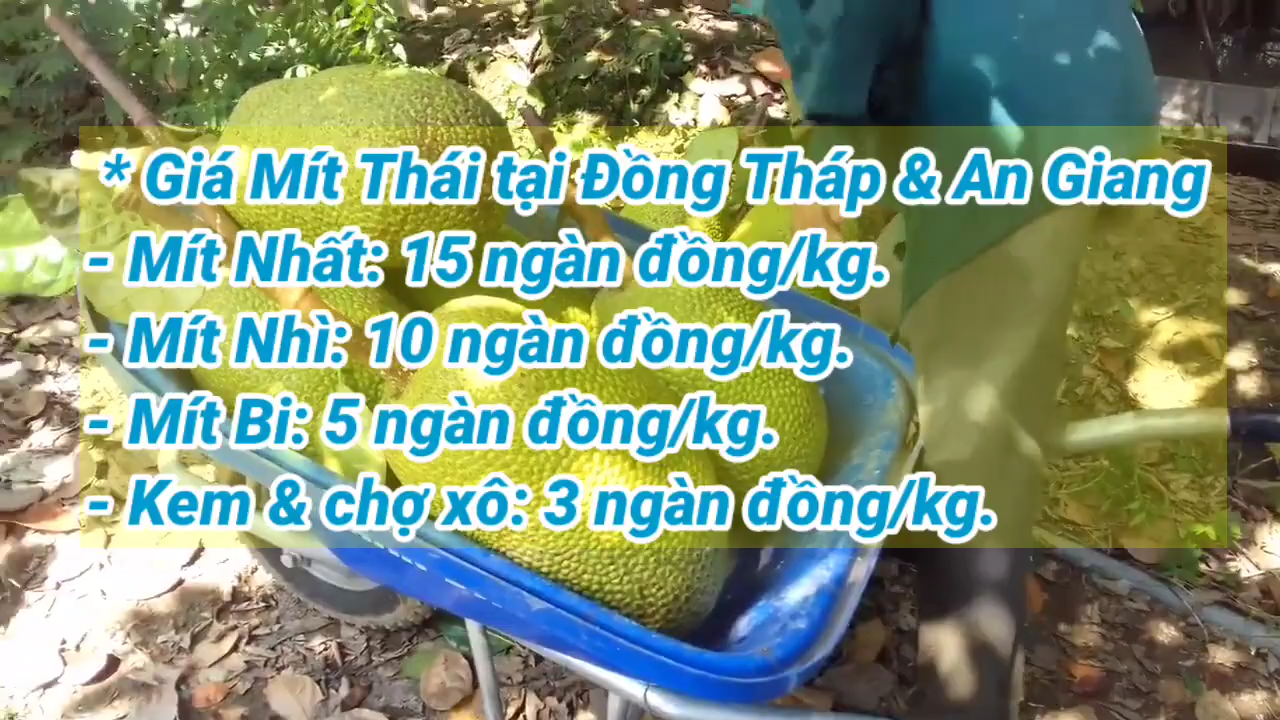 * Giá Mít Thái tại Đồng Tháp & An Giang
- Mít Nhất: 15 ngàn đồng/kg.
- Mít Nhì: 10 ngàn đồng/kg.
- Mít Bi: 5 ngàn đồng/kg.
- Kem & chợ xô: 3 ngàn đồng/kg.